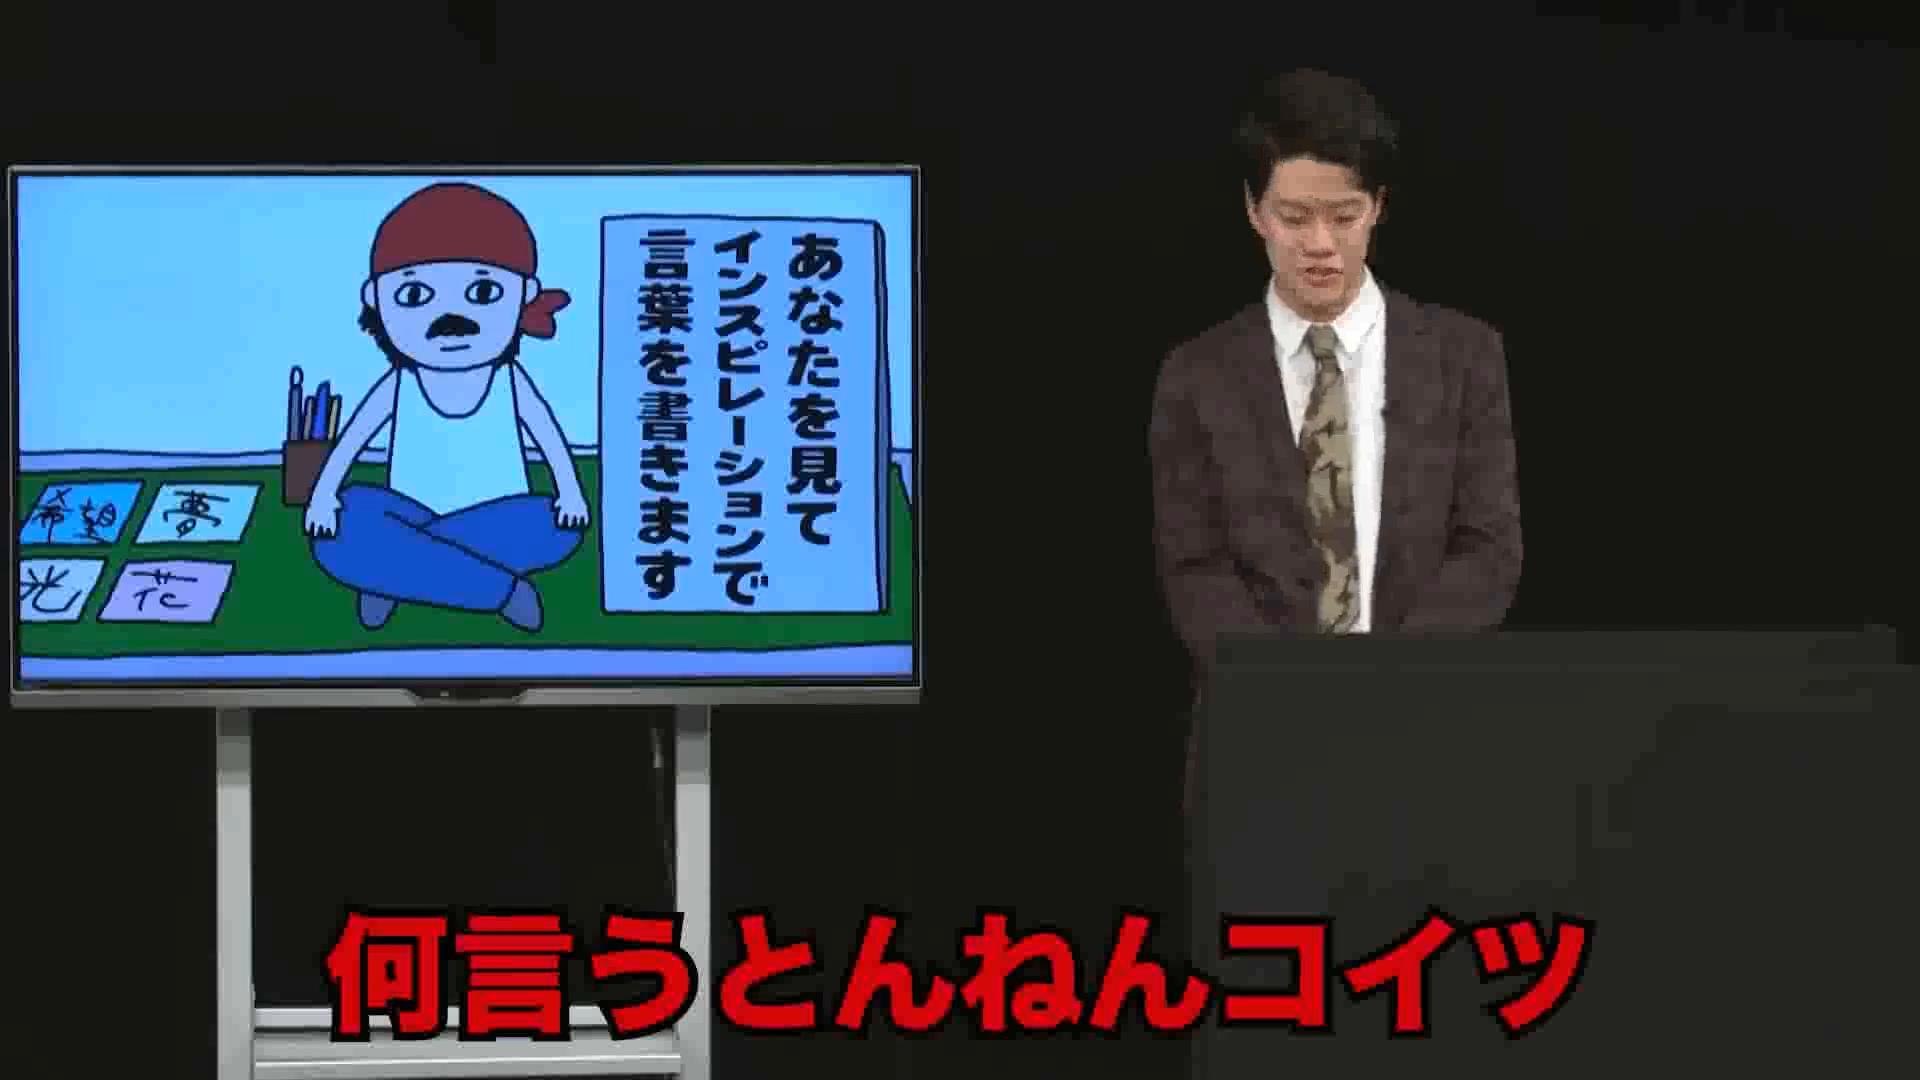 あなたを見て
インスピレーションで
言葉を書きます
希望
夢
光
花
何言うとんねんコイツ